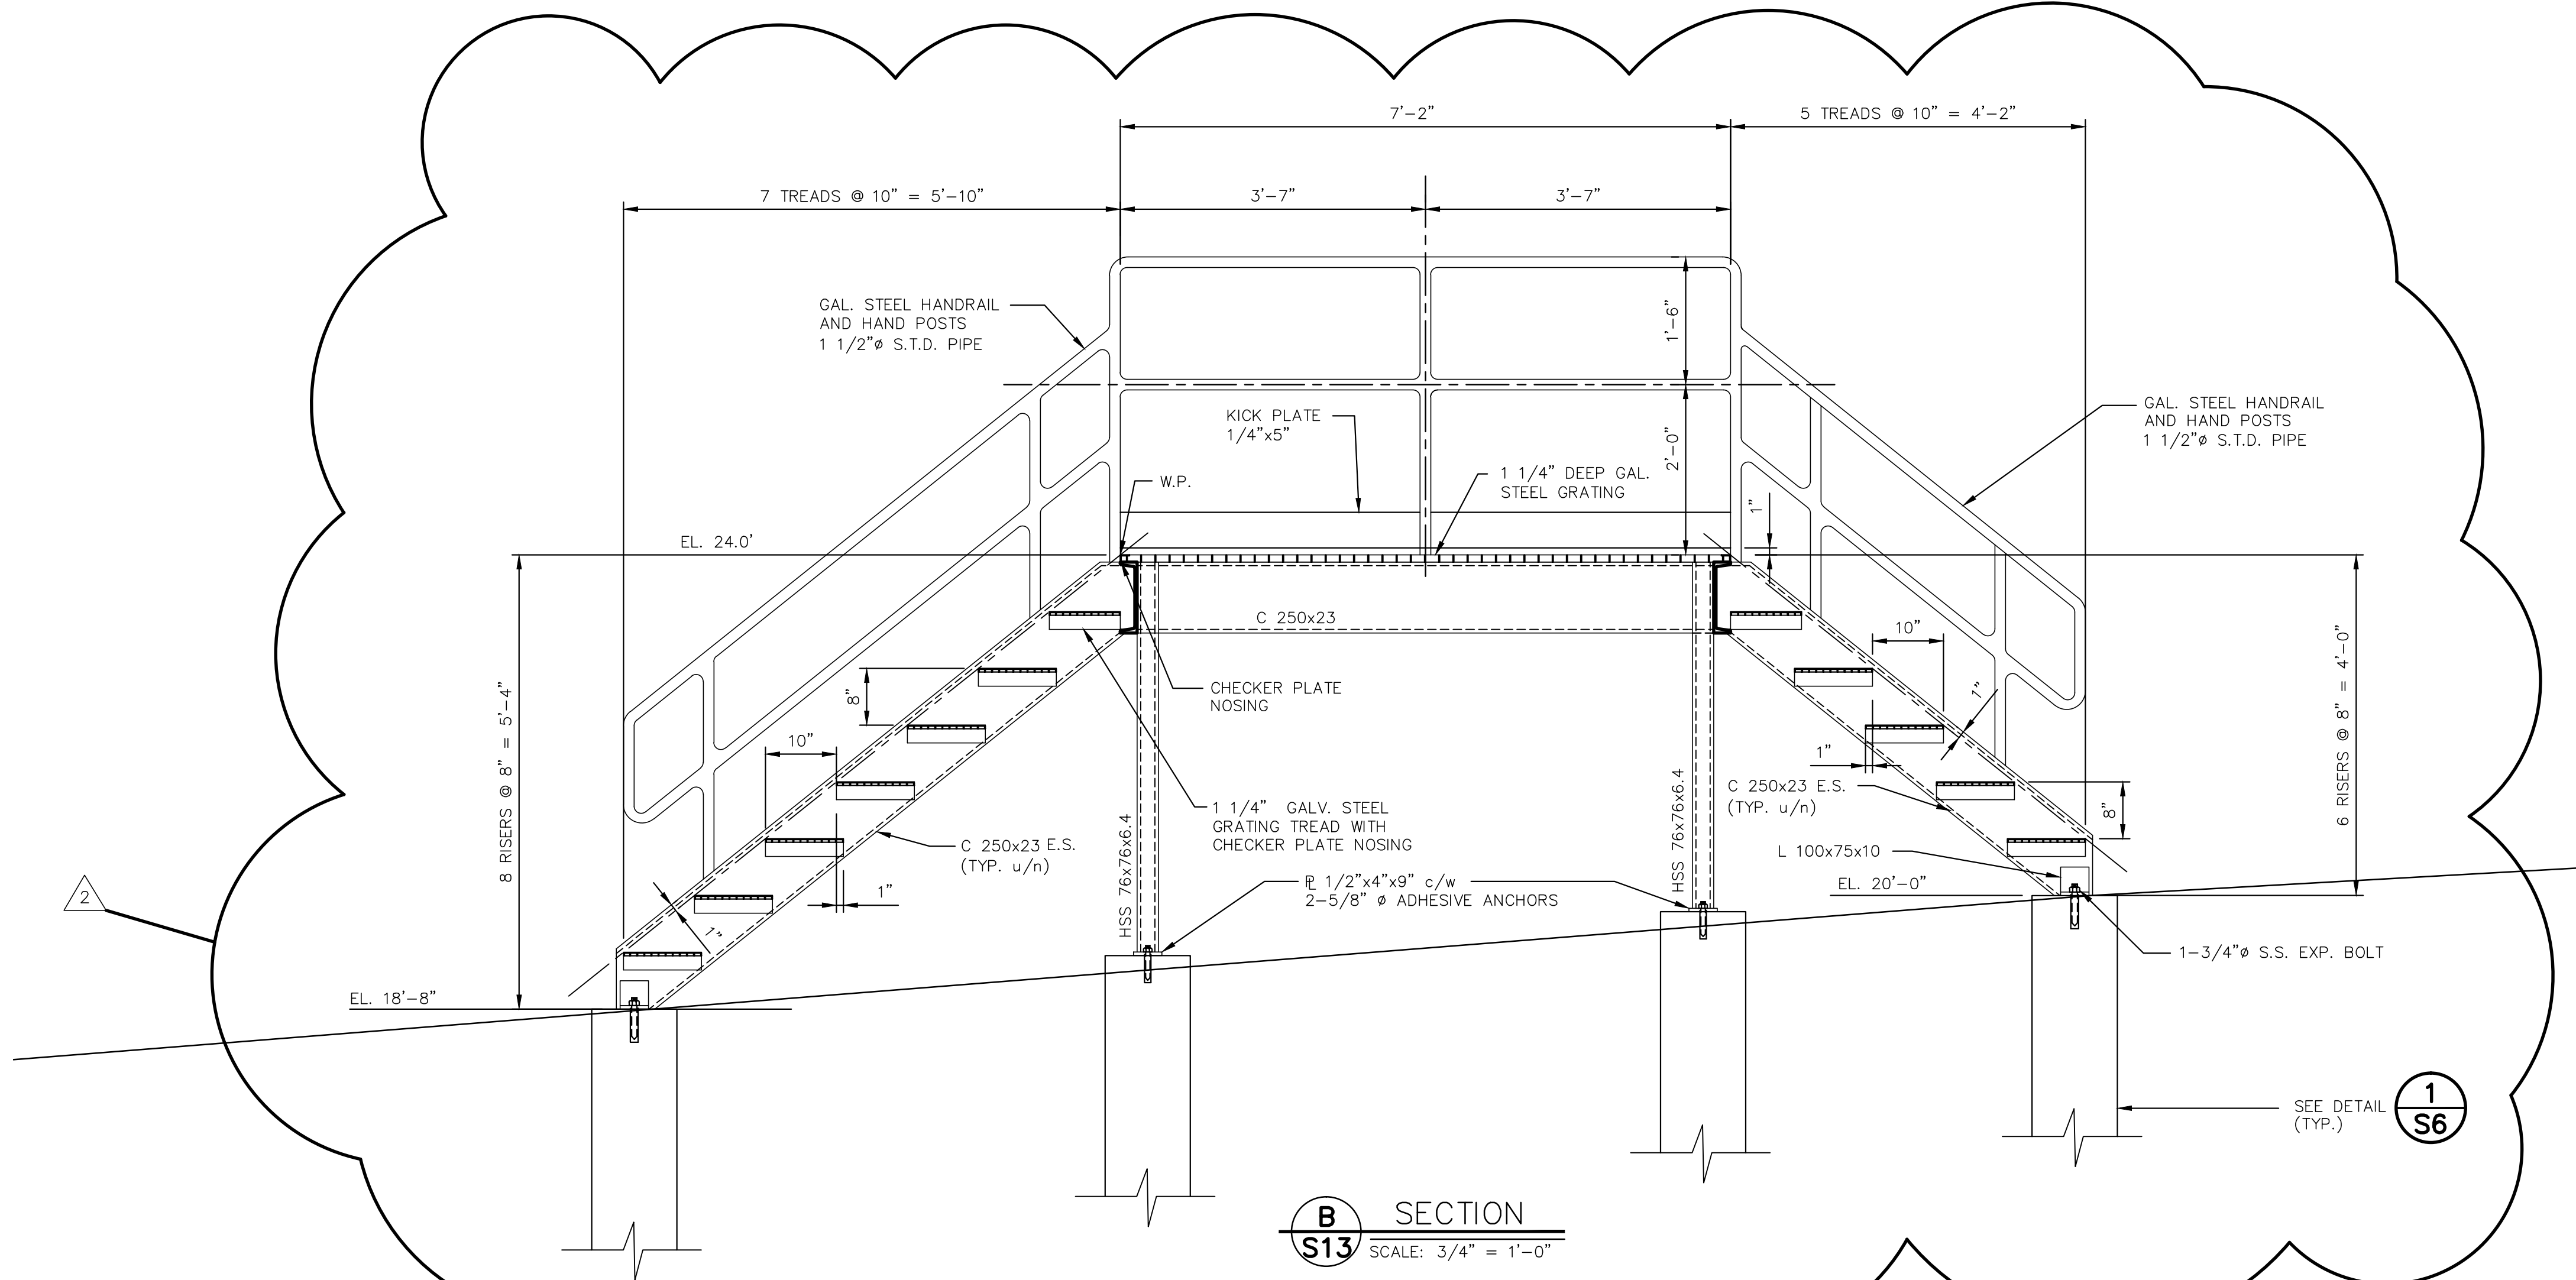 7'-2"
5 TREADS @ 10" = 4'-2"
7 TREADS @ 10" = 5'-10"
3'-7"
3'-7"
GAL. STEEL HANDRAIL
AND HAND POSTS
1 1/2"ø S.T.D. PIPE
1'-6"
KICK PLATE
1/4"x5"
GAL. STEEL HANDRAIL
AND HAND POSTS
1 1/2"ø S.T.D. PIPE
2'-0"
W.P.
1 1/4" DEEP GAL.
STEEL GRATING
1"
EL. 24.0'
C 250x23
10"
8 RISERS @ 8" = 5'-4"
8"
CHECKER PLATE
NOSING
1"
6 RISERS @ 8" = 4'-0"
10"
1"
C 250x23 E.S.
(TYP. u/n)
8"
HSS 76x76x6.4
1 1/4" GALV. STEEL
GRATING TREAD WITH
CHECKER PLATE NOSING
C 250x23 E.S.
(TYP. u/n)
HSS 76x76x6.4
L 100x75x10
1"
1"
℄ 1/2"x4"x9" c/w
2-5/8" ø ADHESIVE ANCHORS
EL. 20'-0"
2
1-3/4"ø S.S. EXP. BOLT
EL. 18'-8"
SEE DETAIL
(TYP.)
1
S6
B
S13
SECTION
SCALE: 3/4" = 1'-0"